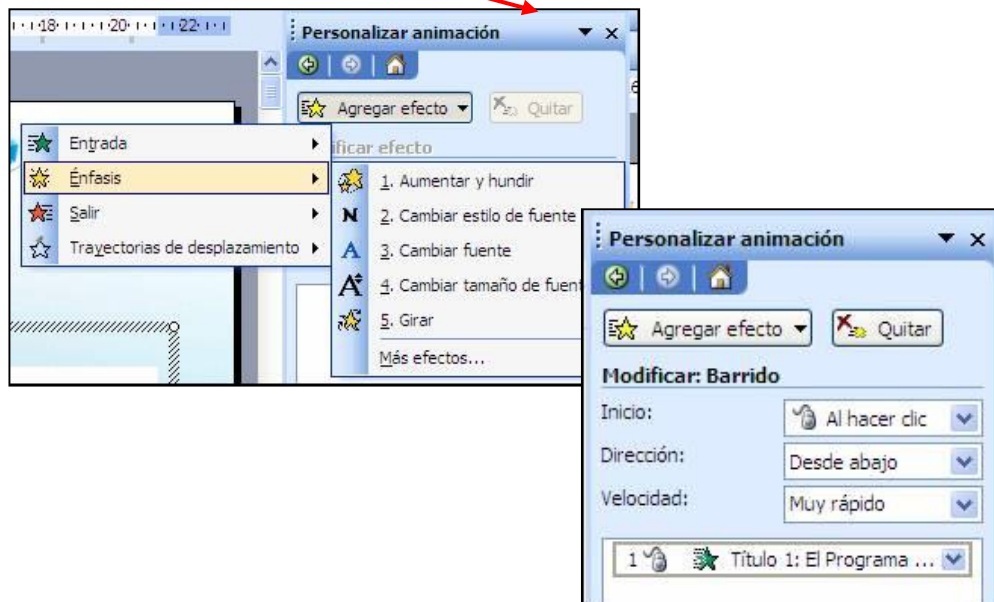 18 · 20 · 22
Personalizar animación
Agregar efecto
Quitar
ificar efecto
Entrada
Énfasis
Salir
Trayectorias de desplazamiento
1. Aumentar y hundir
2. Cambiar estilo de fuente
3. Cambiar fuente
4. Cambiar tamaño de fuent
5. Girar
Más efectos...
Personalizar animación
Agregar efecto
Quitar
Modificar: Barrido
Inicio:
Al hacer clic
Dirección:
Desde abajo
Velocidad:
Muy rápido
1 Título 1: El Programa ...